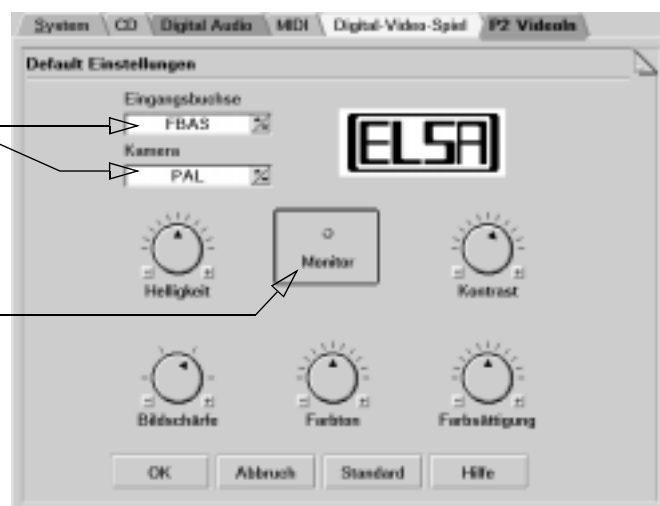 System CD Digital Audio MIDI Digital-Video-Spiel P2 VideoIn
Default Einstellungen
Eingangsbuchse
FBAS
Kamera
PAL
ELSA
Monitor
Helligkeit
Kontrast
Bildschärfe
Farbton
Farbsättigung
OK Abbruch Standard Hilfe